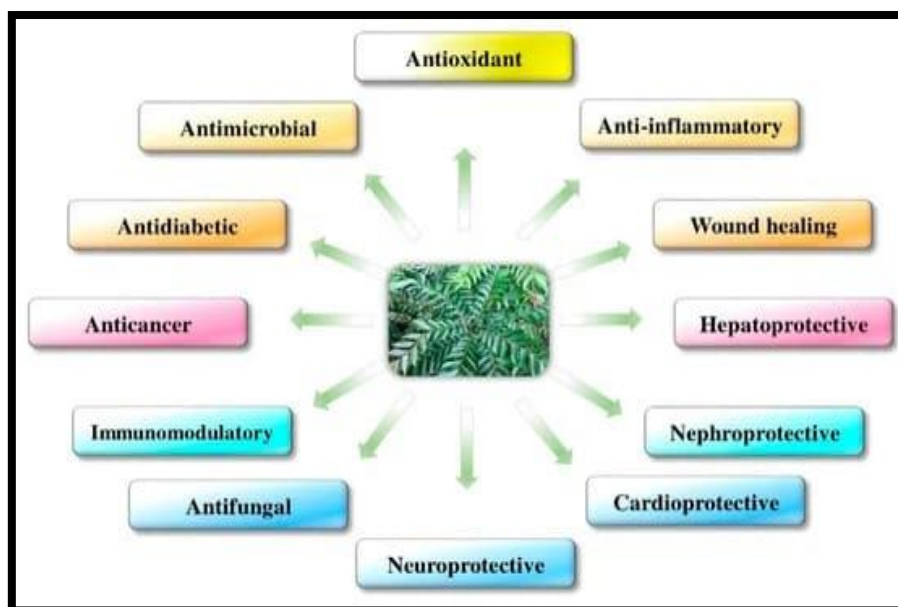 Antioxidant
Antimicrobial
Anti-inflammatory
Antidiabetic
Wound healing
Anticancer
Hepatoprotective
Immunomodulatory
Nephroprotective
Antifungal
Cardioprotective
Neuroprotective